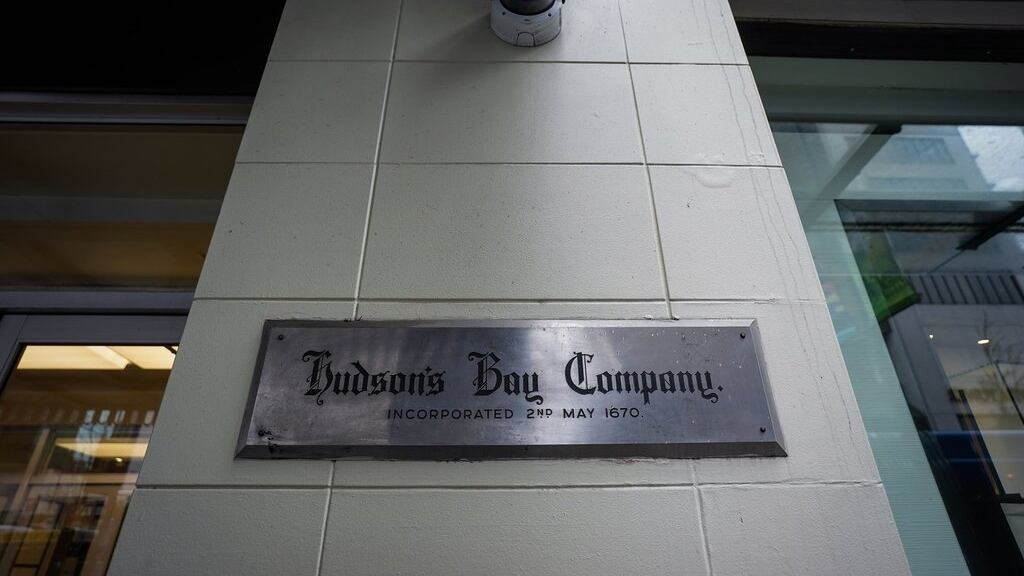 Hudson's Bay Company.
INCORPORATED 2ND MAY 1670.